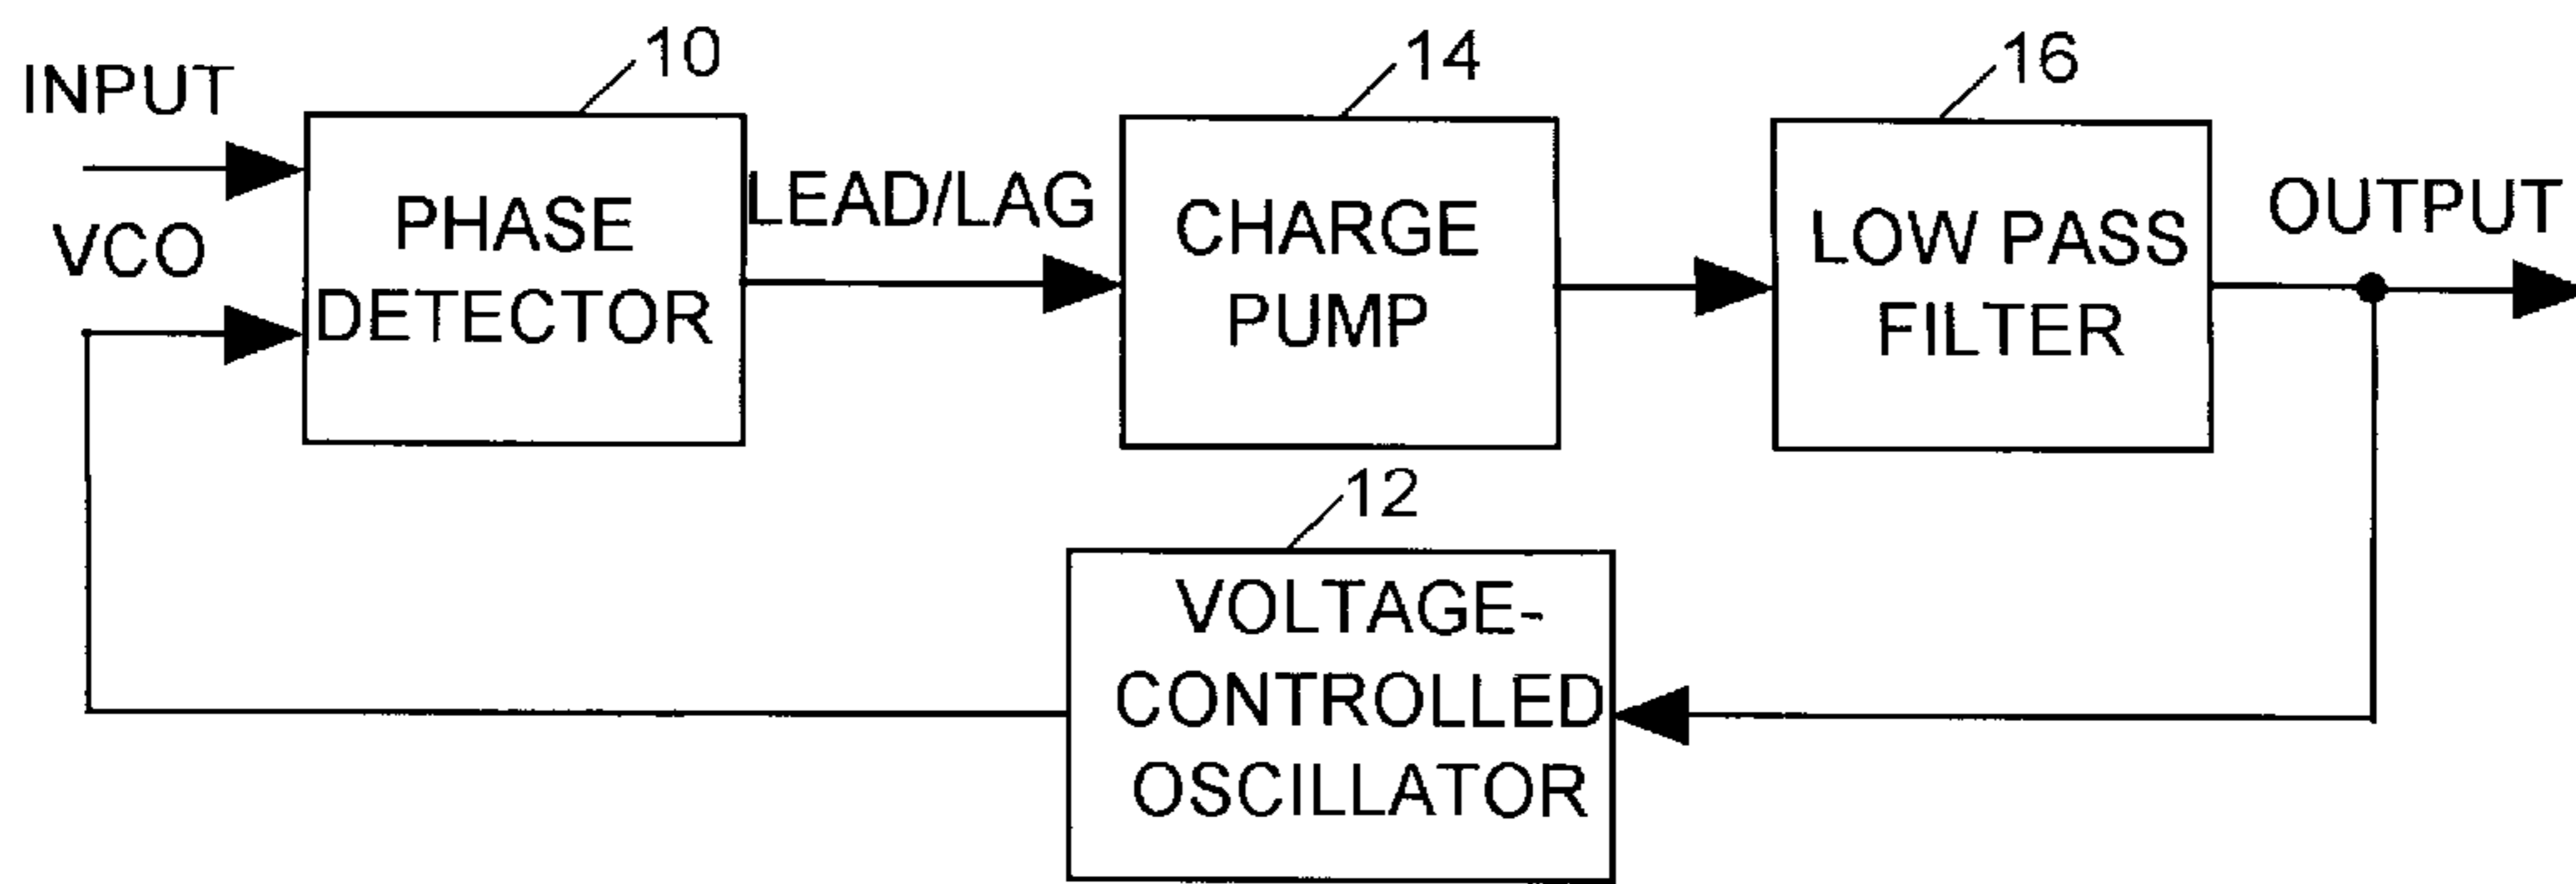 10
14
16
INPUT
VCO
PHASE
DETECTOR
LEAD/LAG
CHARGE
PUMP
LOW PASS
FILTER
OUTPUT
12
VOLTAGE-
CONTROLLED
OSCILLATOR